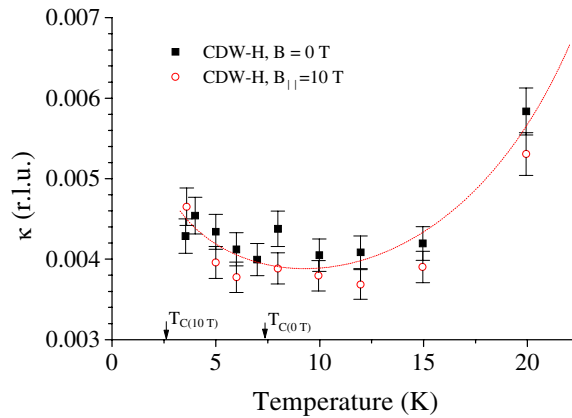 0.007
CDW-H, B = 0 T
CDW-H, B||=10 T
0.006
κ (r.l.u.)
0.005
0.004
TC(10 T) TC(0 T)
0.003
0 5 10 15 20
Temperature (K)